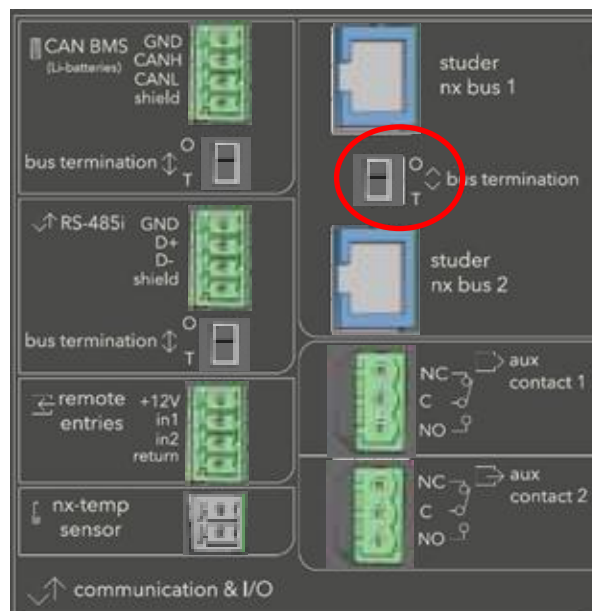 CAN BMS
(Li-batteries)
GND
CANH
CANL
shield
bus termination
O
T
RS-485i
GND
D+
D-
shield
bus termination
O
T
remote
entries
+12V
in1
in2
return
nx-temp
sensor
communication & I/O
studer
nx bus 1
O
T
bus termination
studer
nx bus 2
NC
C
NO
aux
contact 1
NC
C
NO
aux
contact 2